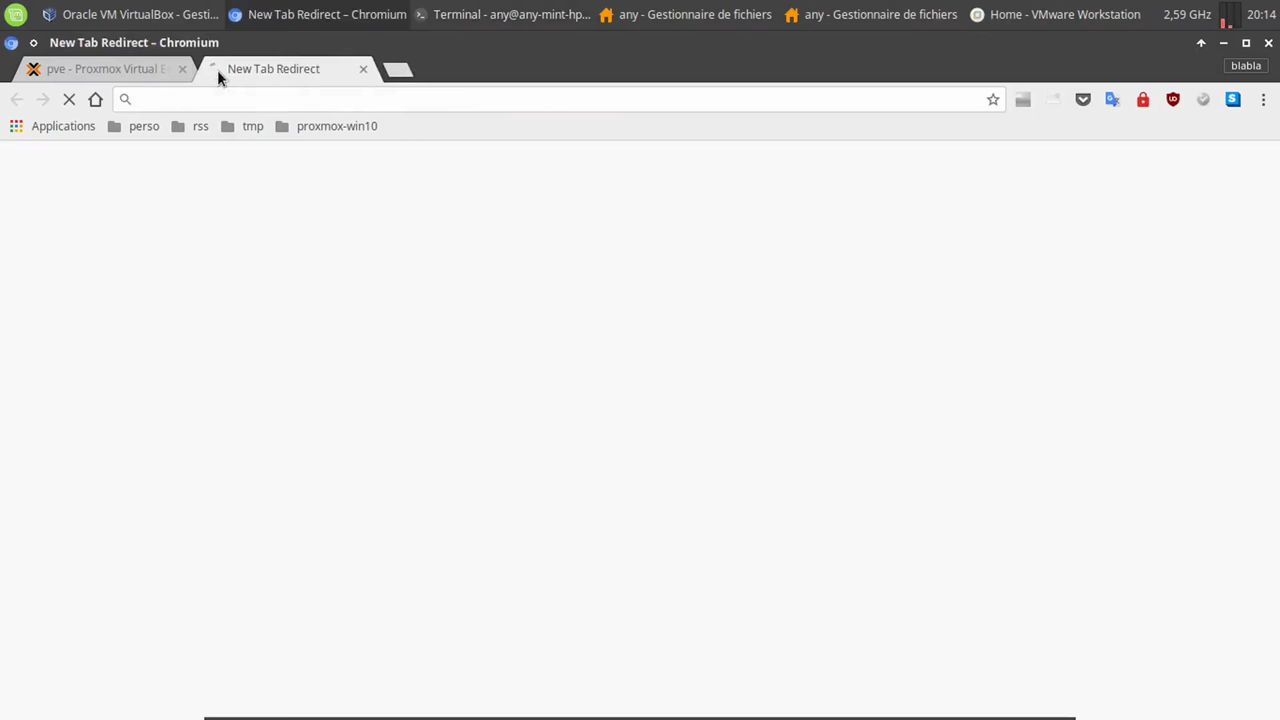 Oracle VM VirtualBox - Gesti... New Tab Redirect – Chromium Terminal - any@any-mint-hp... any - Gestionnaire de fichiers any - Gestionnaire de fichiers Home - VMware Workstation 2,59 GHz 20:14
New Tab Redirect – Chromium
pve - Proxmox Virtual E New Tab Redirect blabla
Applications perso rss tmp proxmox-win10